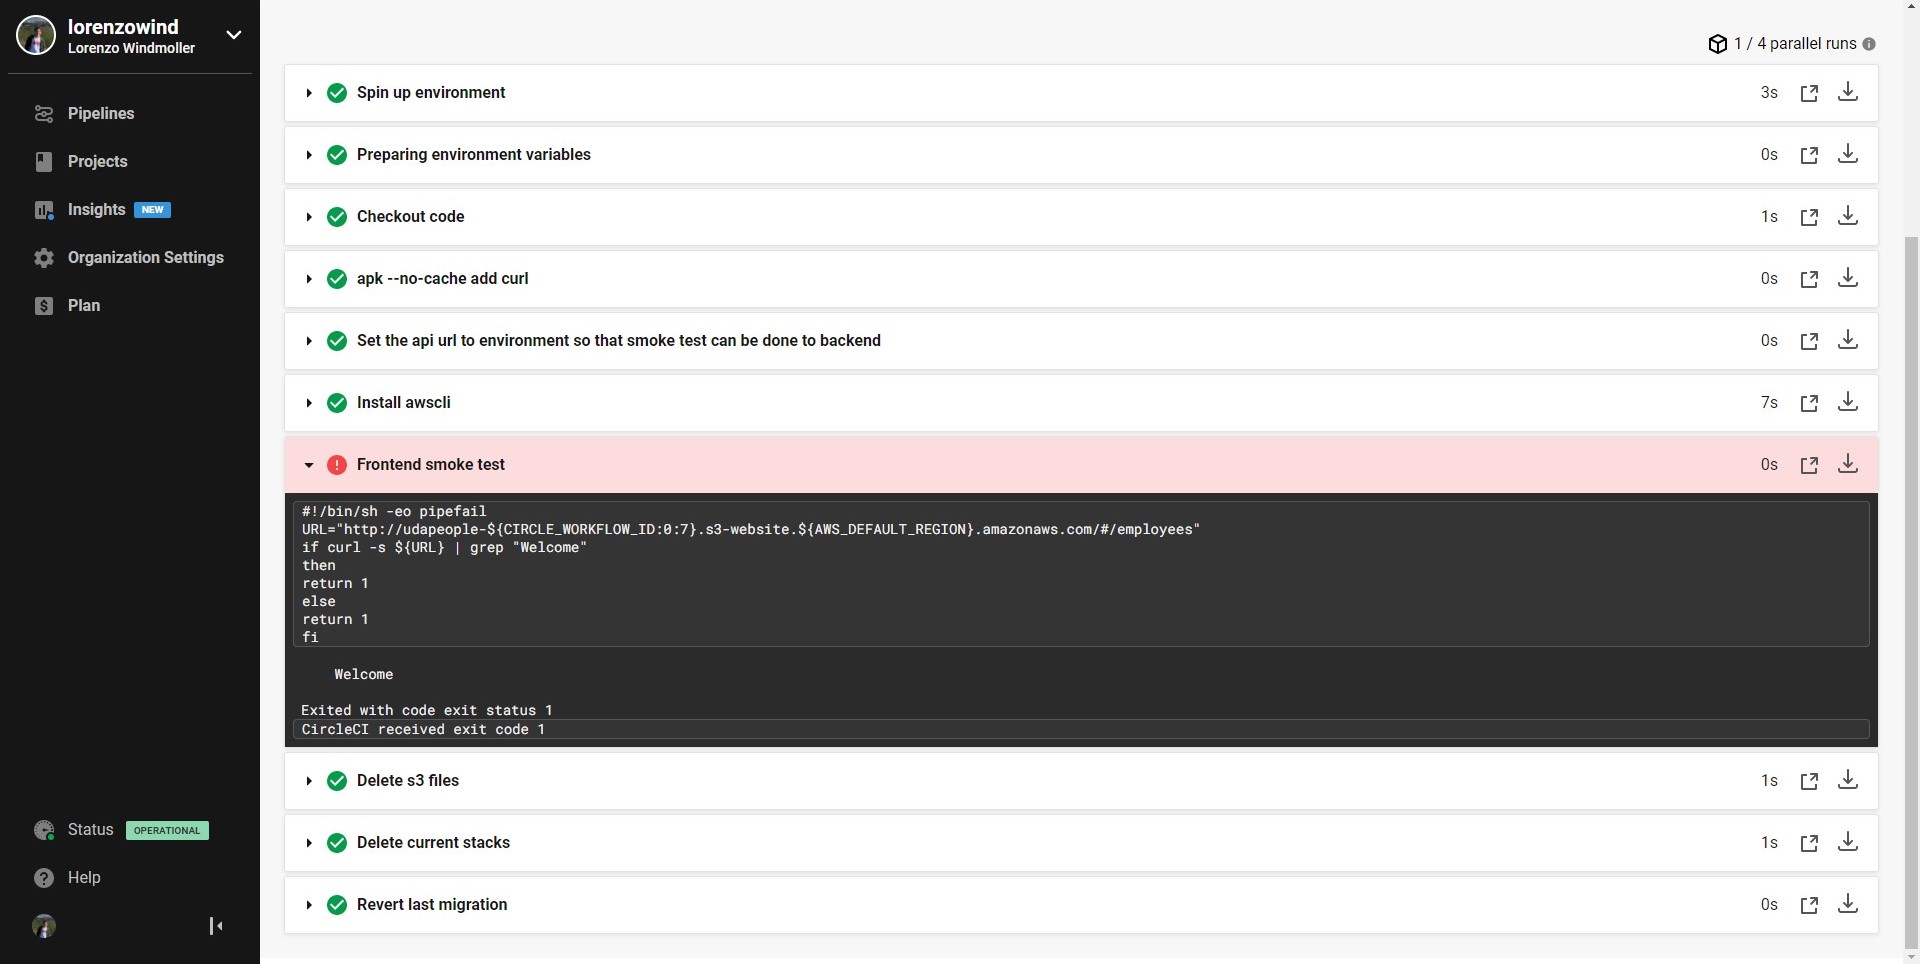 lorenzowind
Lorenzo Windmoller
Pipelines
Projects
Insights NEW
Organization Settings
Plan
Status OPERATIONAL
Help
1 / 4 parallel runs
Spin up environment 3s
Preparing environment variables 0s
Checkout code 1s
apk --no-cache add curl 0s
Set the api url to environment so that smoke test can be done to backend 0s
Install awscli 7s
Frontend smoke test 0s
#!/bin/sh -eo pipefail
URL="http://udapeople-${CIRCLE_WORKFLOW_ID:0:7}.s3-website.${AWS_DEFAULT_REGION}.amazonaws.com/#/employees"
if curl -s ${URL} | grep "Welcome"
then
return 1
else
return 1
fi
Welcome
Exited with code exit status 1
CircleCI received exit code 1
Delete s3 files 1s
Delete current stacks 1s
Revert last migration 0s